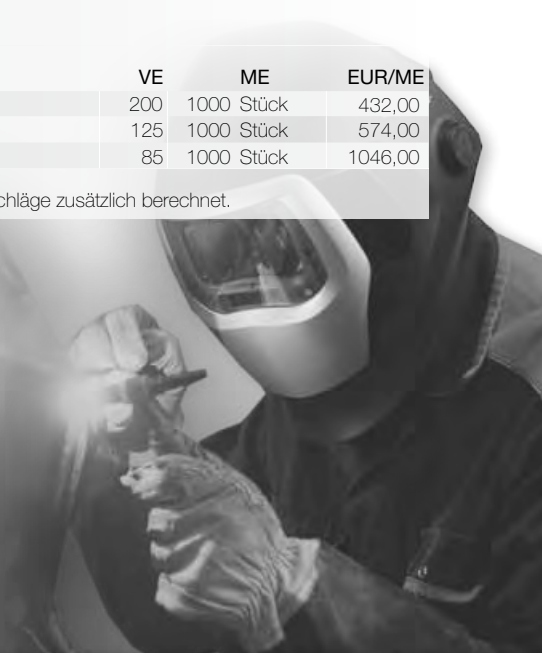 VE ME EUR/ME
200 1000 Stück 432,00
125 1000 Stück 574,00
85 1000 Stück 1046,00
zusätzlich berechnet.